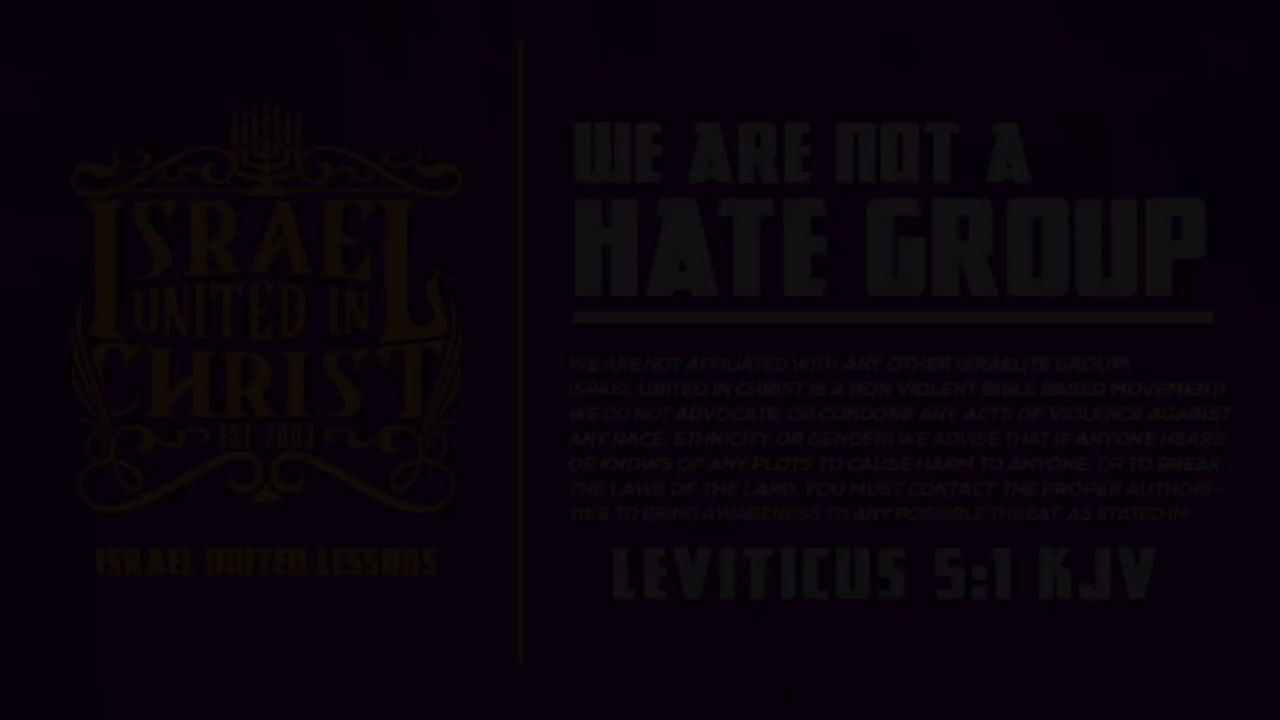 ISRAEL
UNITED IN
CHRIST
EST. 2003
ISRAEL UNITED LESSONS
WE ARE NOT A
HATE GROUP
WE ARE NOT AFFILIATED WITH ANY OTHER ISRAELITE GROUP!
ISRAEL UNITED IN CHRIST IS A NON VIOLENT BIBLE BASED MOVEMENT!
WE DO NOT ADVOCATE, OR CONDONE ANY ACTS OF VIOLENCE AGAINST
ANY RACE, ETHNICITY OR GENDER! WE ADVISE THAT IF ANYONE HEARS
OR KNOWS OF ANY PLOTS TO CAUSE HARM TO ANYONE, OR TO BREAK
THE LAWS OF THE LAND, YOU MUST CONTACT THE PROPER AUTHORI-
TIES TO BRING AWARENESS TO ANY POSSIBLE THREAT, AS STATED IN:
LEVITICUS 5:1 KJV